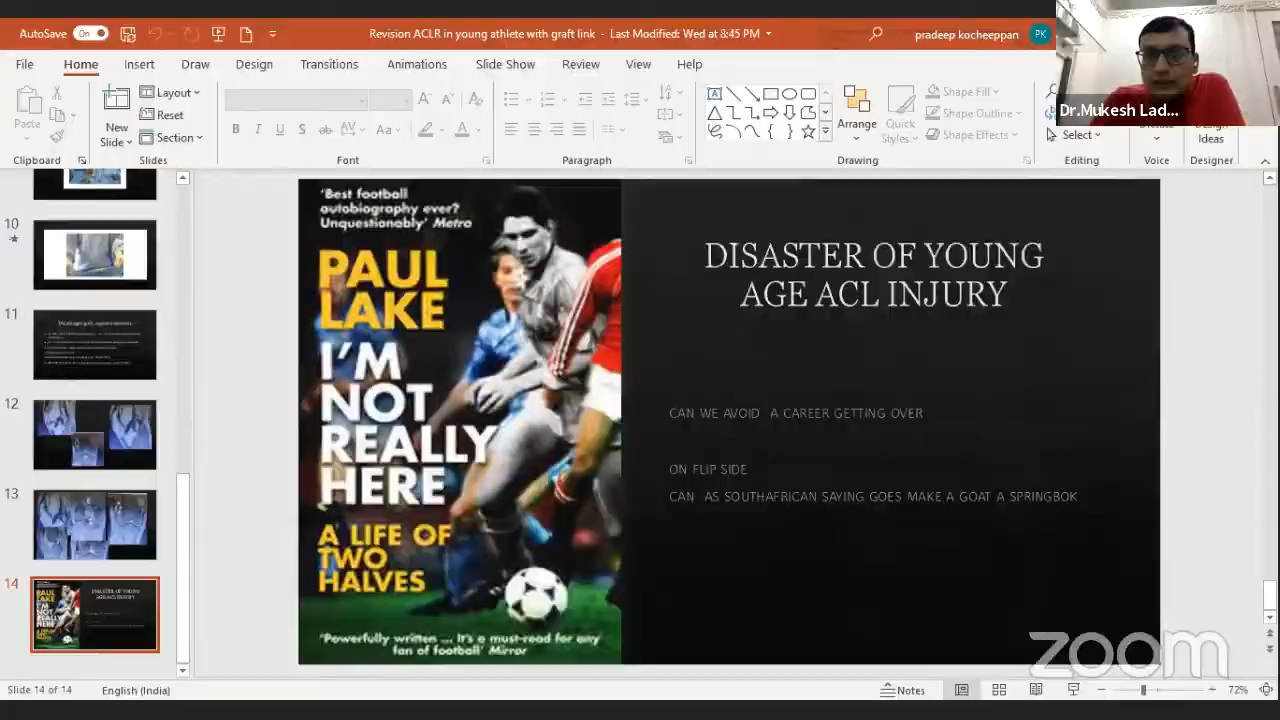 AutoSave On
Revision ACLR in young athlete with graft link - Last Modified: Wed at 8:45 PM
pradeep kocheeppan PK
Dr.Mukesh Lad...
File Home Insert Draw Design Transitions Animations Slide Show Review View Help
Paste
New
Slide
Layout
Reset
Section
B I U S ab AV Aa A
Arrange
Quick
Styles
Shape Fill
Shape Outline
Shape Effects
Select
Ideas
Clipboard Slides Font Paragraph Drawing Editing Voice Designer
10
11
12
13
14
'Best football
autobiography ever?
Unquestionably' Metro
PAUL
LAKE
I'M
NOT
REALLY
HERE
A LIFE OF
TWO
HALVES
'Powerfully written ... It's a must-read for any
fan of football' Mirror
DISASTER OF YOUNG
AGE ACL INJURY
CAN WE AVOID A CAREER GETTING OVER
ON FLIP SIDE
CAN AS SOUTHAFRICAN SAYING GOES MAKE A GOAT A SPRINGBOK
zoom
Slide 14 of 14 English (India) Notes 72%